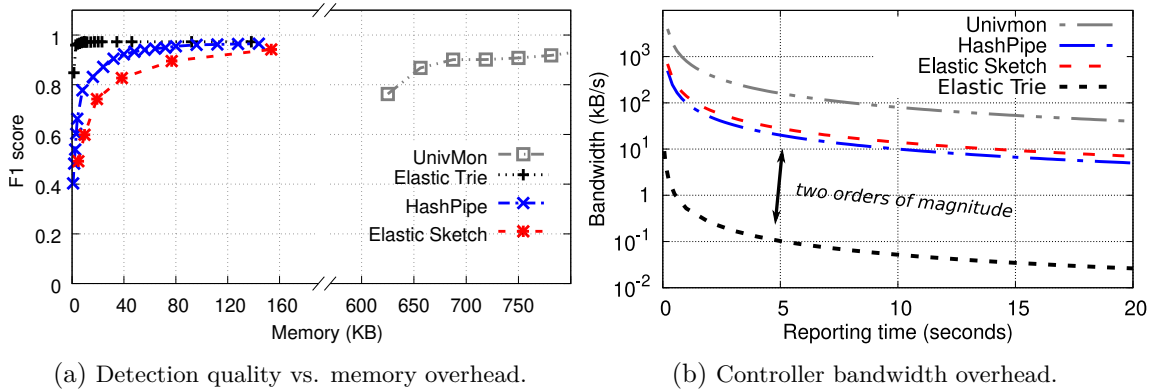 1
0.8
0.6
0.4
0.2
0
F1 score
UnivMon
Elastic Trie
HashPipe
Elastic Sketch
0 40 80 120 160 600 650 700 750
Memory (KB)
(a) Detection quality vs. memory overhead.
10³
10²
10¹
1
10⁻¹
10⁻²
Bandwidth (kB/s)
Univmon
HashPipe
Elastic Sketch
Elastic Trie
two orders of magnitude
0 5 10 15 20
Reporting time (seconds)
(b) Controller bandwidth overhead.